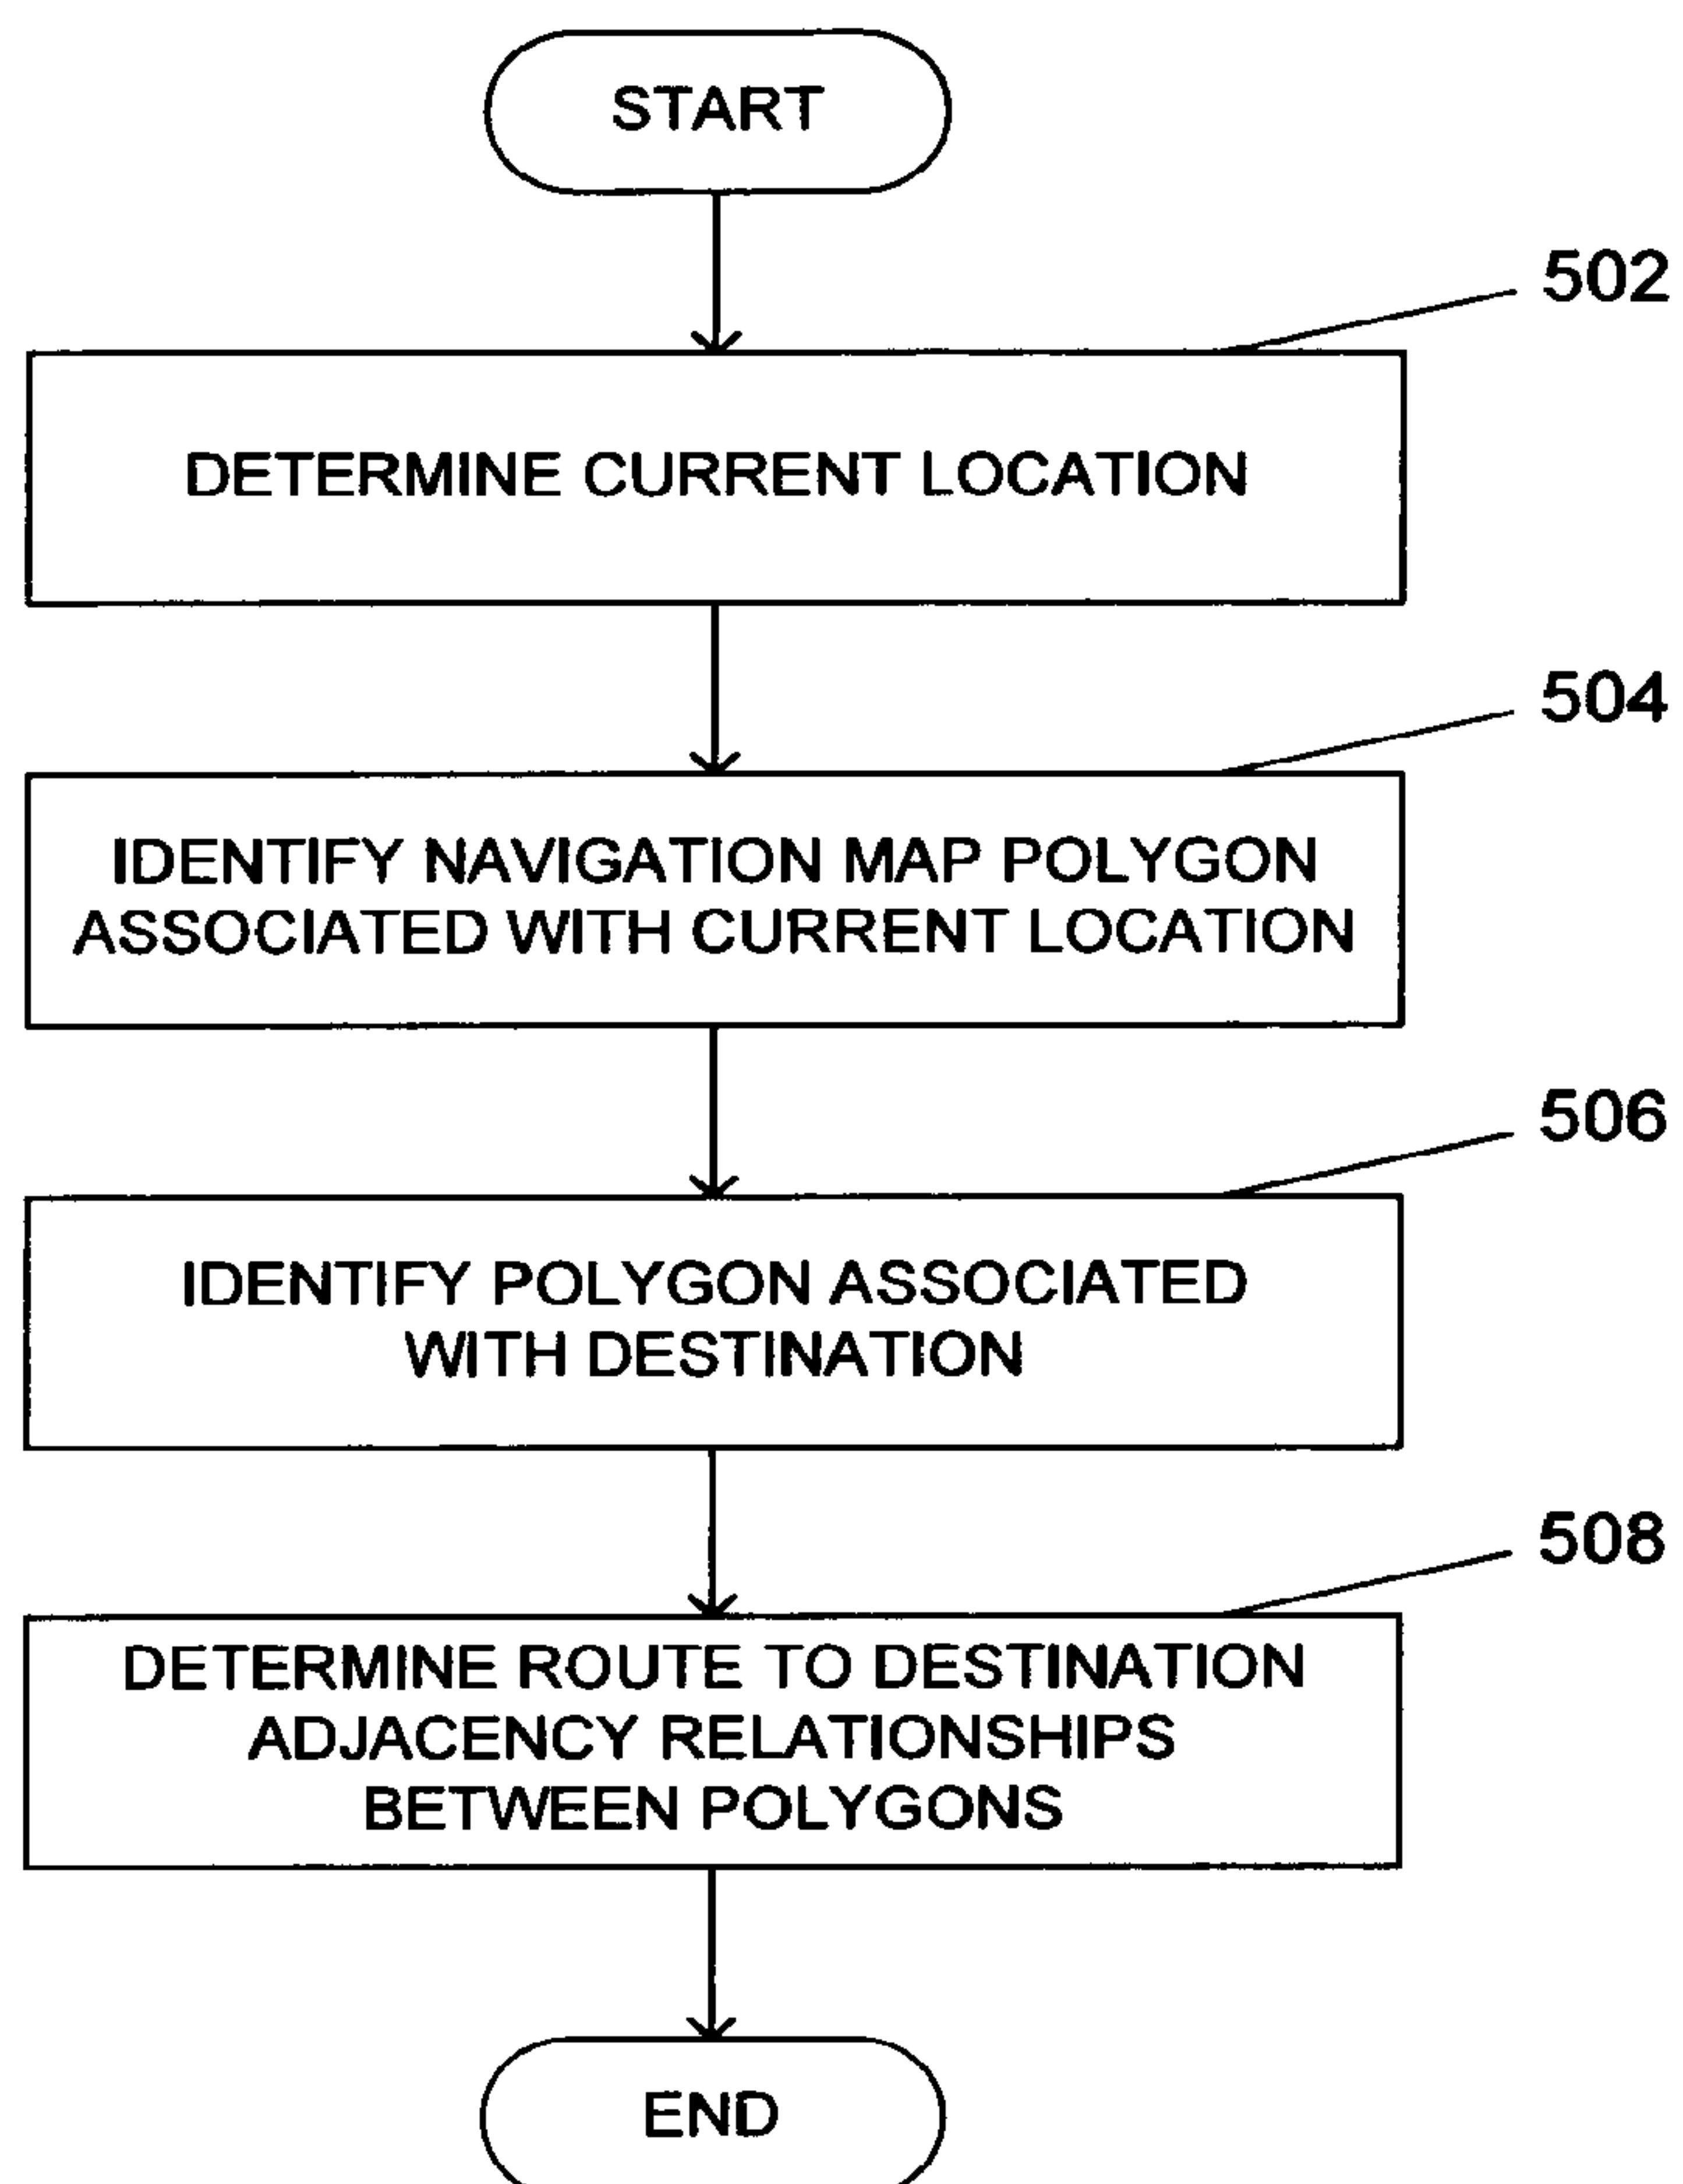 START
502
DETERMINE CURRENT LOCATION
504
IDENTIFY NAVIGATION MAP POLYGON
ASSOCIATED WITH CURRENT LOCATION
506
IDENTIFY POLYGON ASSOCIATED
WITH DESTINATION
508
DETERMINE ROUTE TO DESTINATION
ADJACENCY RELATIONSHIPS
BETWEEN POLYGONS
END